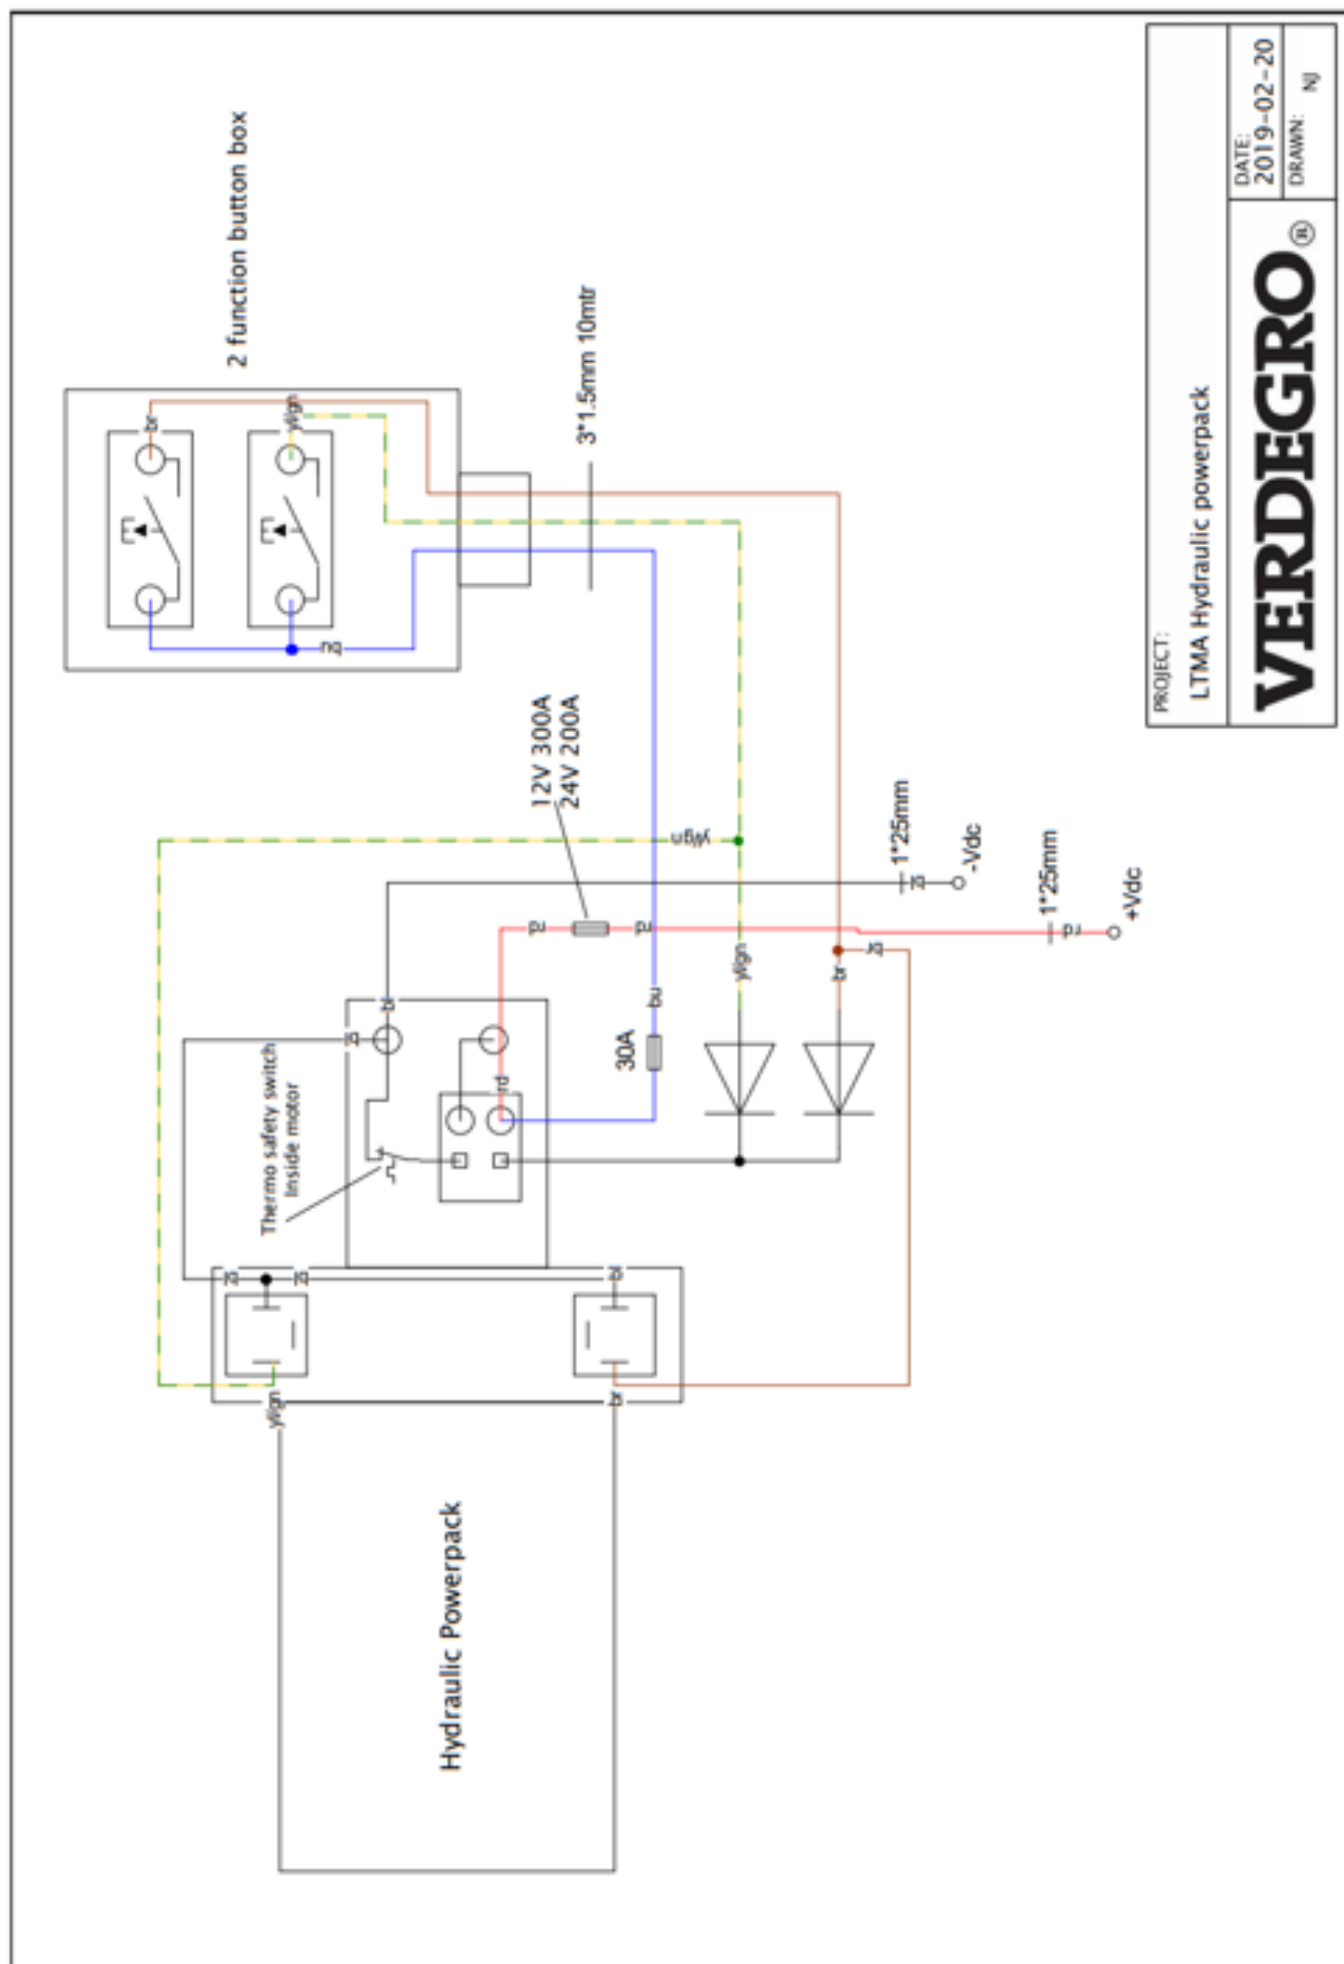 2 function button box
br
yl/gn
bu
3*1.5mm 10mtr
12V 300A
24V 200A
yl/gn
1*25mm
bl
-Vdc
1*25mm
rd
+Vdc
rd
rd
bl
bl
yl/gn
br
br
bu
30A
rd
Thermo safety switch
Inside motor
bl
bl
bl
yl/gn
br
Hydraulic Powerpack
PROJECT:
LTMA Hydraulic powerpack
VERDEGRO®
DATE:
2019-02-20
DRAWN: NJ